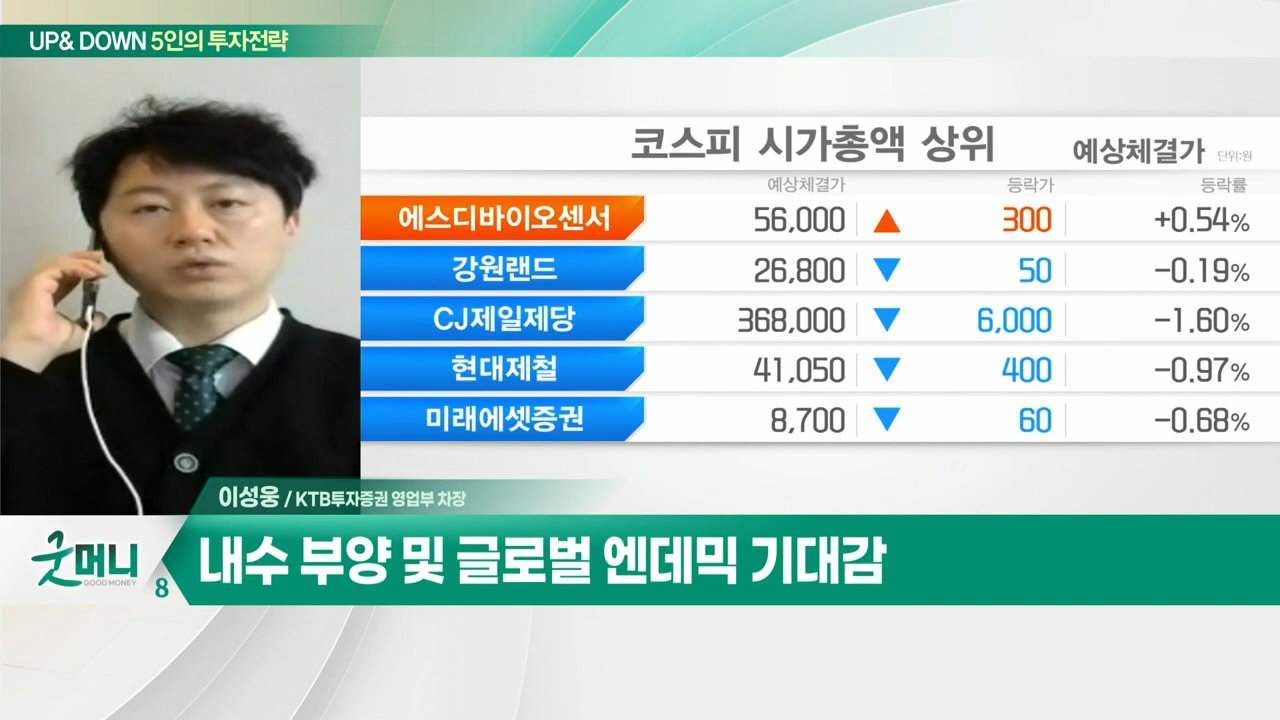 UP& DOWN 5인의 투자전략
코스피 시가총액 상위 예상체결가 단위:원
예상체결가 등락가 등락률
에스디바이오센서 56,000 ▲ 300 +0.54%
강원랜드 26,800 ▼ 50 -0.19%
CJ제일제당 368,000 ▼ 6,000 -1.60%
현대제철 41,050 ▼ 400 -0.97%
미래에셋증권 8,700 ▼ 60 -0.68%
이성웅 / KTB투자증권 영업부 차장
굿머니
GOOD MONEY
8
내수 부양 및 글로벌 엔데믹 기대감